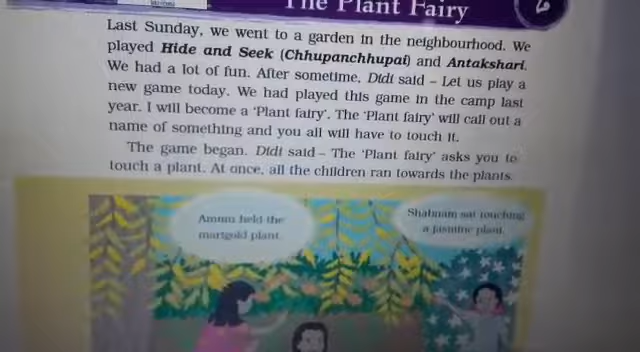 The Plant Fairy
Last Sunday, we went to a garden in the neighbourhood. We
played Hide and Seek (Chhupanchhupai) and Antakshari.
We had a lot of fun. After sometime, Didi said – Let us play a
new game today. We had played this game in the camp last
year. I will become a 'Plant fairy'. The 'Plant fairy' will call out a
name of something and you all will have to touch it.
The game began. Didi said – The 'Plant fairy' asks you to
touch a plant. At once, all the children ran towards the plants.
Ammu held the
marigold plant.
Shabnam sat touching
a jasmine plant.